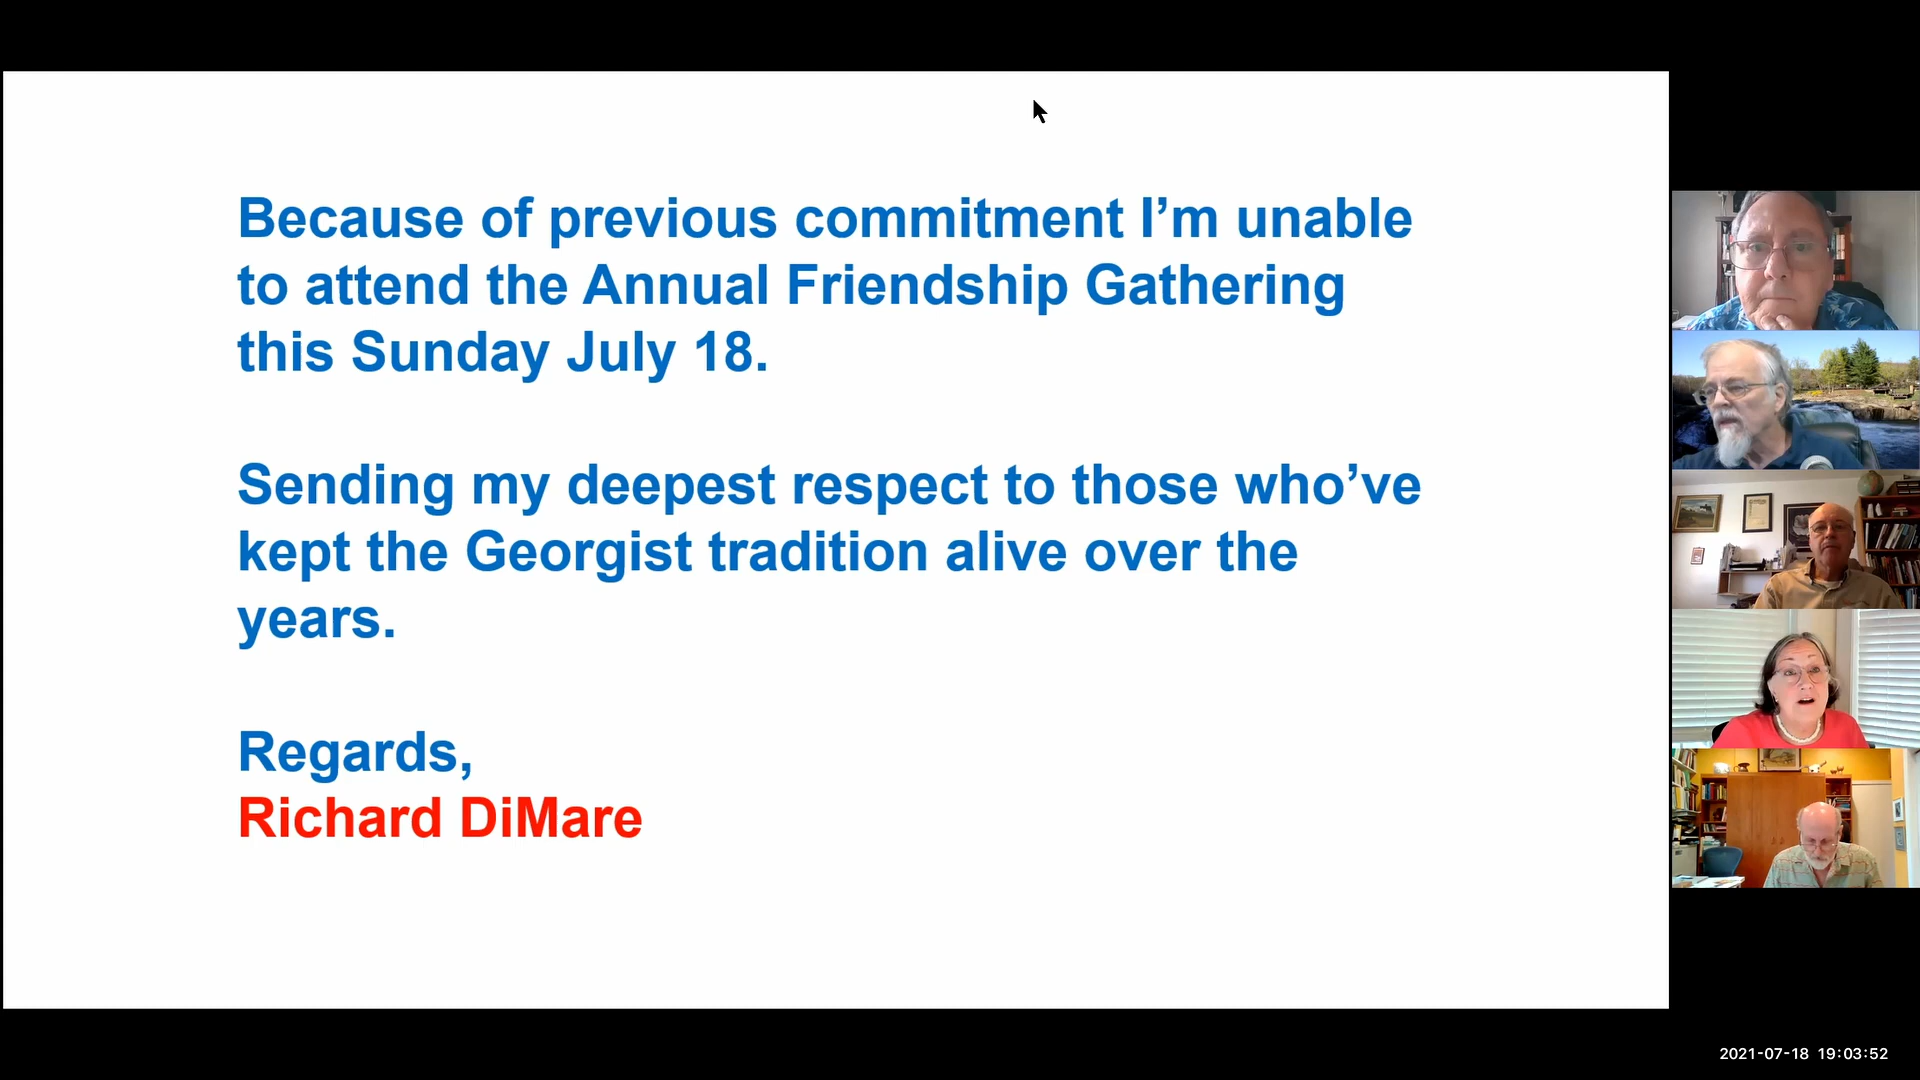 Because of previous commitment I’m unable
to attend the Annual Friendship Gathering
this Sunday July 18.
Sending my deepest respect to those who’ve
kept the Georgist tradition alive over the
years.
Regards,
Richard DiMare
2021-07-18 19:03:52